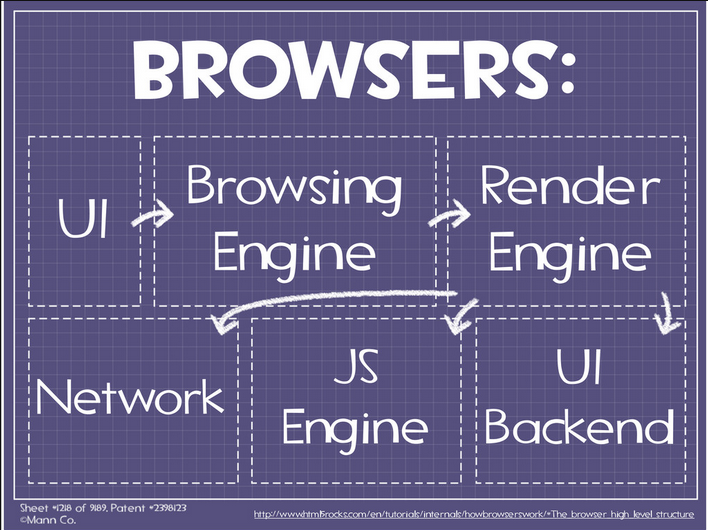 BROWSERS:
UI
Browsing
Engine
Render
Engine
Network
JS
Engine
UI
Backend
Sheet #1218 of 9189, Patent #2398123
©Mann Co.
http://www.html5rocks.com/en/tutorials/internals/howbrowserswork/#The_browser_high_level_structure